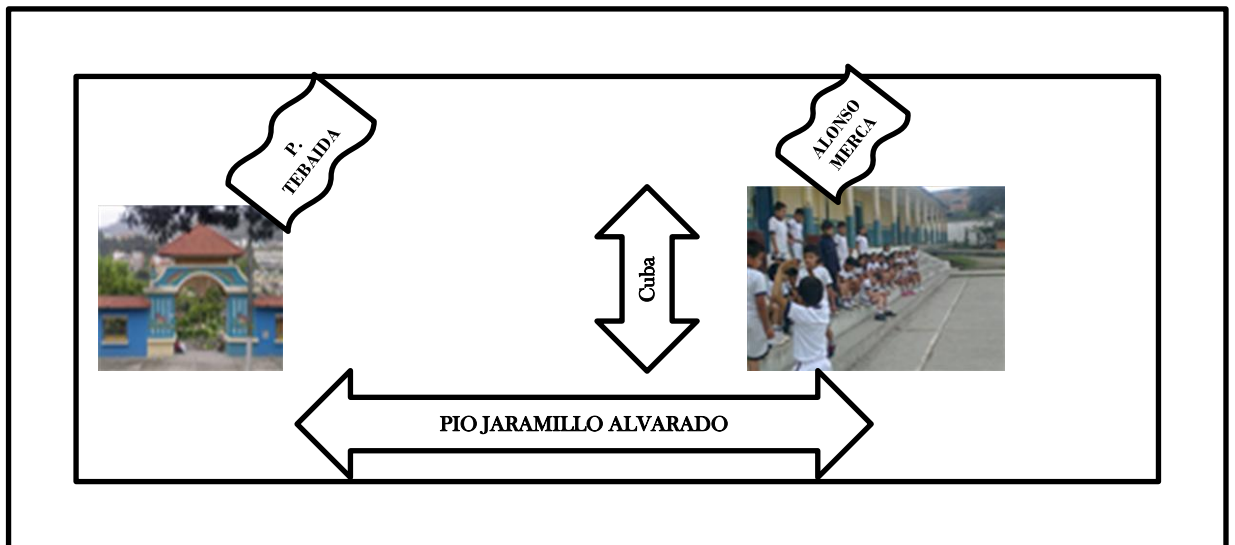 P.
TEBAIDA
ALONSO
MERCA
Cuba
PIO JARAMILLO ALVARADO